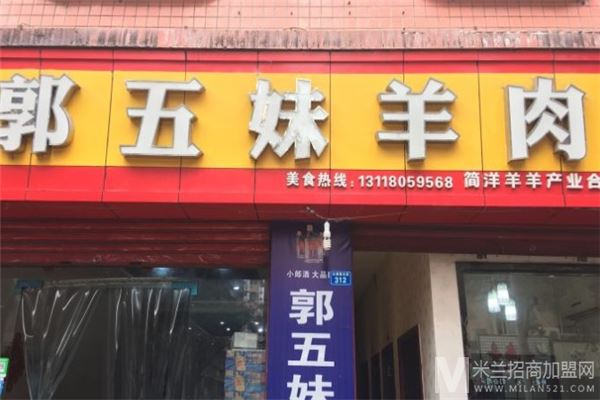 郭五妹羊肉
美食热线:13118059568 简洋羊羊产业合
小郎酒 大品
312
郭五妹
米兰招商加盟网
WWW.MILAN521.COM